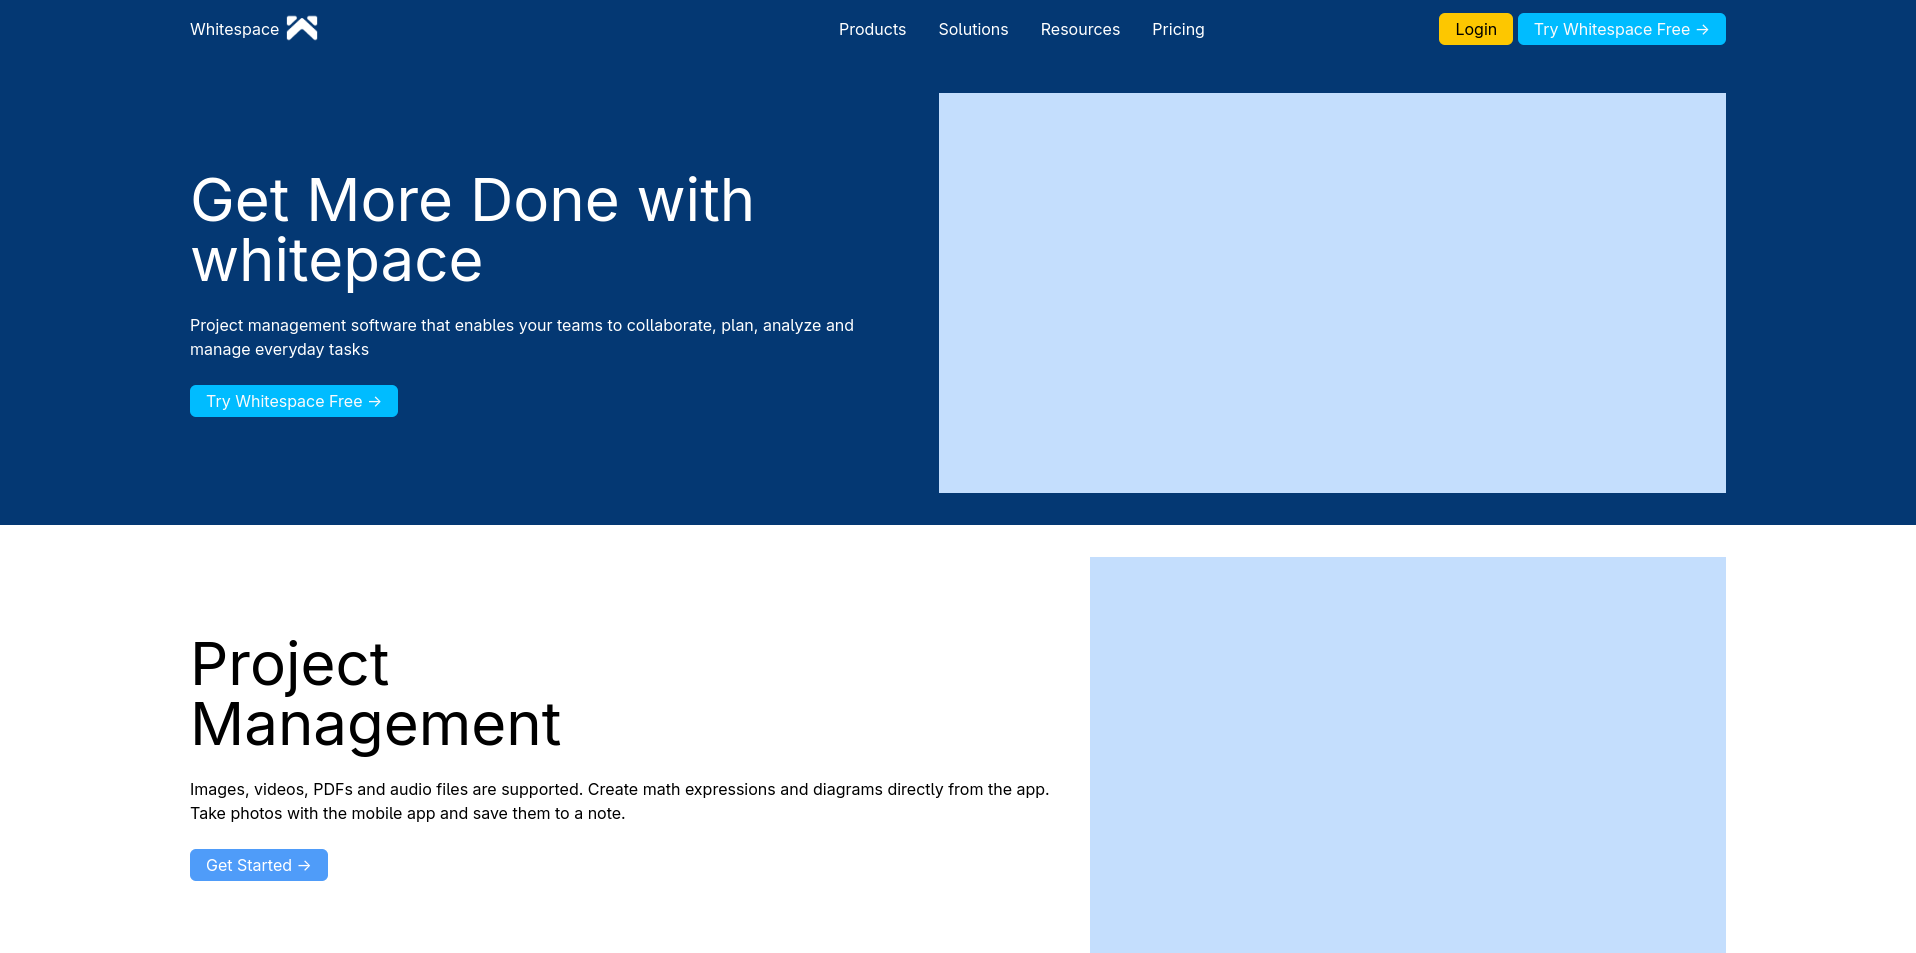 Whitespace
Products Solutions Resources Pricing
Login Try Whitespace Free →
Get More Done with
whitepace
Project management software that enables your teams to collaborate, plan, analyze and
manage everyday tasks
Try Whitespace Free →
Project
Management
Images, videos, PDFs and audio files are supported. Create math expressions and diagrams directly from the app.
Take photos with the mobile app and save them to a note.
Get Started →